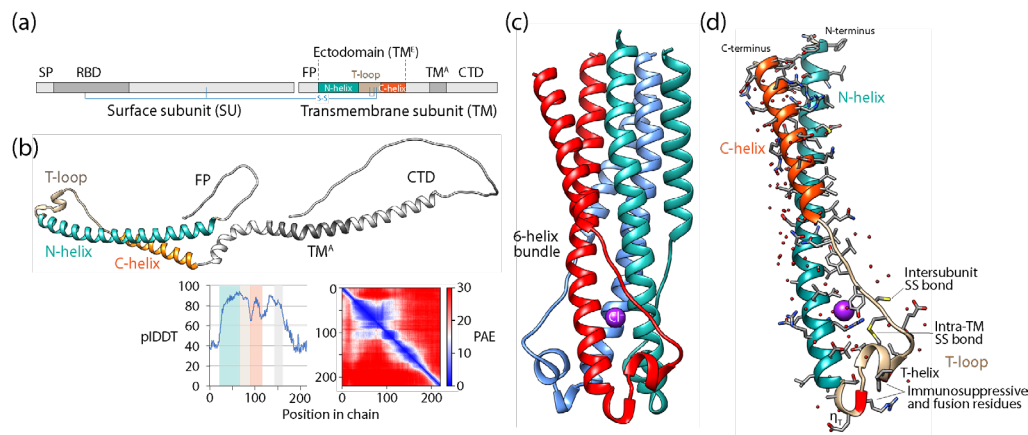 (a)
Ectodomain (TMᴱ)
SP
RBD
FP
T-loop
TMᴬ
CTD
N-helix
C-helix
S-S
Surface subunit (SU)
Transmembrane subunit (TM)
(b)
T-loop
FP
CTD
N-helix
C-helix
TMᴬ
100
80
60
40
20
0
plDDT
0
100
200
0
100
200
0
100
200
30
20
10
0
PAE
Position in chain
(c)
6-helix
bundle
Cl⁻
(d)
N-terminus
C-terminus
N-helix
C-helix
Intersubunit
SS bond
Intra-TM
SS bond
T-loop
T-helix
Immunosuppressive
and fusion residues
ηT